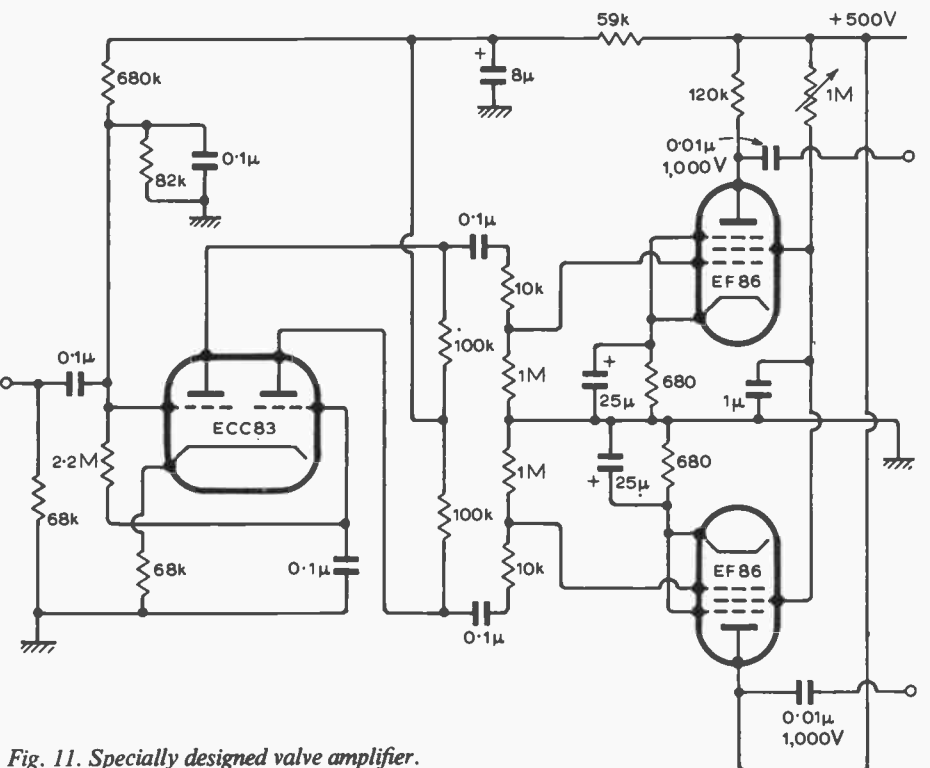 59k
+500V
+
8μ
680k
120k
1M
0·1μ
82k
0·01μ
1,000V
0·1μ
10k
EF86
100k
1M
+
25μ
680
1μ
0·1μ
ECC83
2·2M
68k
68k
0·1μ
1M
100k
10k
0·1μ
+
25μ
680
EF86
0·01μ
1,000V
Fig. 11. Specially designed valve amplifier.